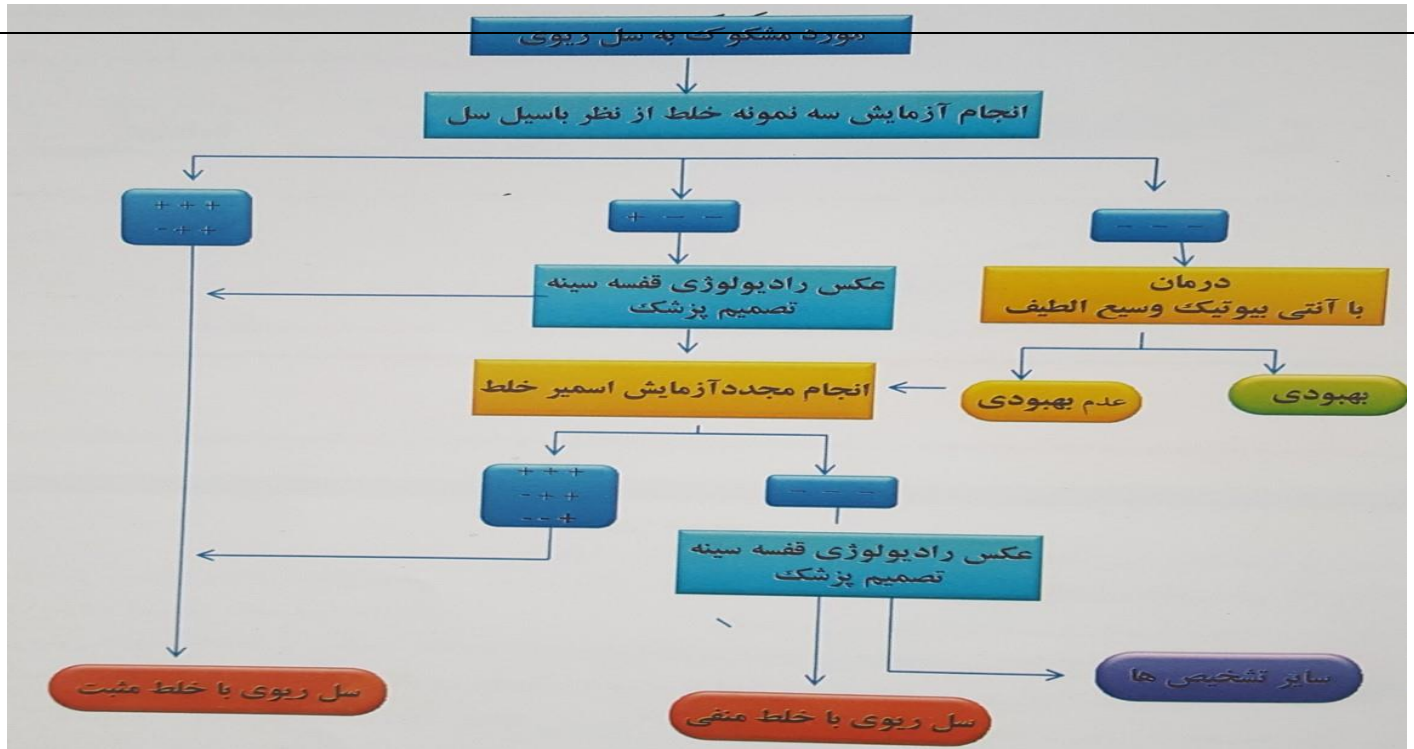 مورد مشکوک به سل ریوی
انجام آزمایش سه نمونه خلط از نظر باسیل سل
+ + +
- + +
+ – –
– – –
عکس رادیولوژی قفسه سینه
تصمیم پزشک
درمان
با آنتی بیوتیک وسیع الطیف
انجام مجددآزمایش اسمیر خلط
عدم بهبودی
بهبودی
+ + +
- + +
- - +
– – –
عکس رادیولوژی قفسه سینه
تصمیم پزشک
سایر تشخیص ها
سل ریوی با خلط مثبت
سل ریوی با خلط منفی